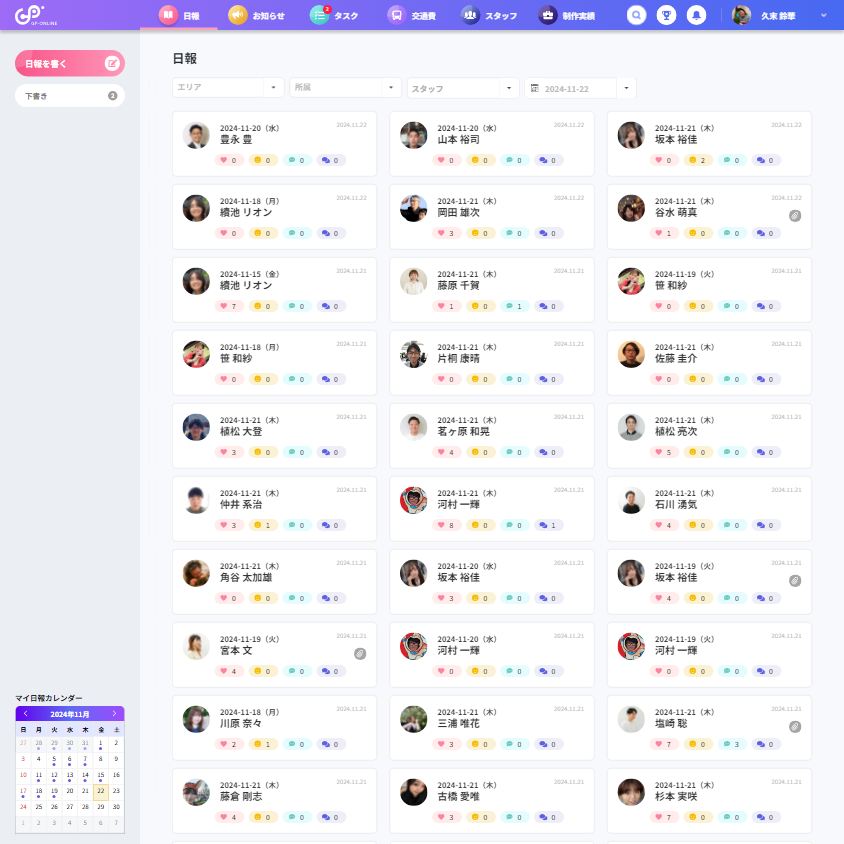 GP-ONLINE
日報
お知らせ
2
タスク
交通費
スタッフ
制作実績
久末 鈴華
日報を書く
下書き 2
日報
エリア
所属
スタッフ
2024-11-22
2024-11-20（水） 2024.11.22
豊永 豊
0 0 0 0
2024-11-20（水） 2024.11.22
山本 裕司
0 0 0 0
2024-11-21（木） 2024.11.22
坂本 裕佳
0 2 0 0
2024-11-18（月） 2024.11.22
續池 リオン
0 0 0 0
2024-11-21（木） 2024.11.22
岡田 雄次
3 0 0 0
2024-11-21（木） 2024.11.22
谷水 萌真
1 0 0 0
2024-11-15（金） 2024.11.21
續池 リオン
7 0 0 0
2024-11-21（木） 2024.11.21
藤原 千賀
1 0 1 0
2024-11-19（火） 2024.11.21
笹 和紗
0 0 0 0
2024-11-18（月） 2024.11.21
笹 和紗
0 0 0 0
2024-11-21（木） 2024.11.21
片桐 康晴
0 0 0 0
2024-11-21（木） 2024.11.21
佐藤 圭介
0 0 0 0
2024-11-21（木） 2024.11.21
植松 大登
3 0 0 0
2024-11-21（木） 2024.11.21
茗ヶ原 和晃
4 0 0 0
2024-11-21（木） 2024.11.21
植松 亮次
5 0 0 0
2024-11-21（木） 2024.11.21
仲井 系治
3 1 0 0
2024-11-21（木） 2024.11.21
河村 一輝
8 0 0 1
2024-11-21（木） 2024.11.21
石川 湧気
4 0 0 0
2024-11-21（木） 2024.11.21
角谷 太加雄
0 0 0 0
2024-11-20（水） 2024.11.21
坂本 裕佳
3 0 0 0
2024-11-19（火） 2024.11.21
坂本 裕佳
4 0 0 0
2024-11-19（火） 2024.11.21
宮本 文
4 0 0 0
2024-11-20（水） 2024.11.21
河村 一輝
0 0 0 0
2024-11-19（火） 2024.11.21
河村 一輝
0 0 0 0
2024-11-18（月） 2024.11.21
川原 奈々
2 1 0 0
2024-11-21（木） 2024.11.21
三浦 唯花
3 0 0 0
2024-11-21（木） 2024.11.21
塩崎 聡
7 0 3 0
2024-11-21（木） 2024.11.21
藤倉 剛志
4 0 0 0
2024-11-21（木） 2024.11.21
古橋 愛唯
3 0 0 0
2024-11-21（木） 2024.11.21
杉本 実咲
7 0 0 0
マイ日報カレンダー
2024年11月
日 月 火 水 木 金 土
27 28 29 30 31 1 2
3 4 5 6 7 8 9
10 11 12 13 14 15 16
17 18 19 20 21 22 23
24 25 26 27 28 29 30
1 2 3 4 5 6 7